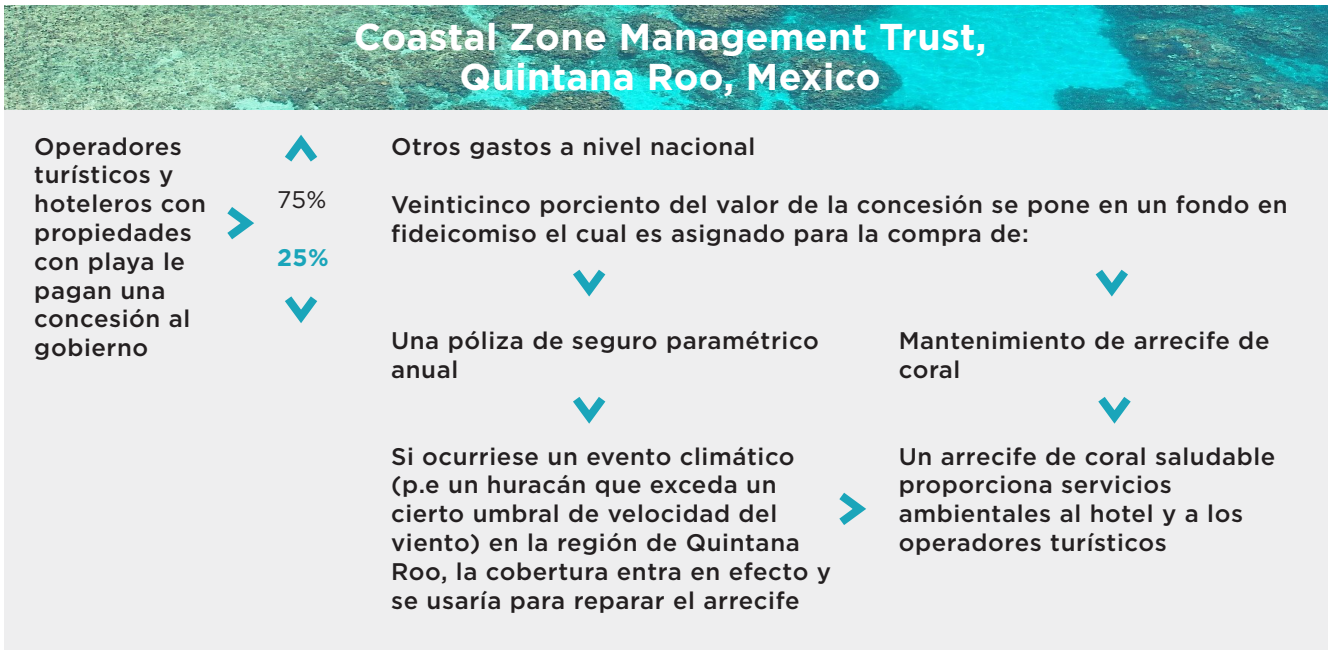 Coastal Zone Management Trust,
Quintana Roo, Mexico
Operadores
turísticos y
hoteleros con
propiedades
con playa le
pagan una
concesión al
gobierno
75%
25%
Otros gastos a nivel nacional
Veinticinco porciento del valor de la concesión se pone en un fondo en
fideicomiso el cual es asignado para la compra de:
Una póliza de seguro paramétrico
anual
Si ocurriese un evento climático
(p.e un huracán que exceda un
cierto umbral de velocidad del
viento) en la región de Quintana
Roo, la cobertura entra en efecto y
se usaría para reparar el arrecife
Mantenimiento de arrecife de
coral
Un arrecife de coral saludable
proporciona servicios
ambientales al hotel y a los
operadores turísticos